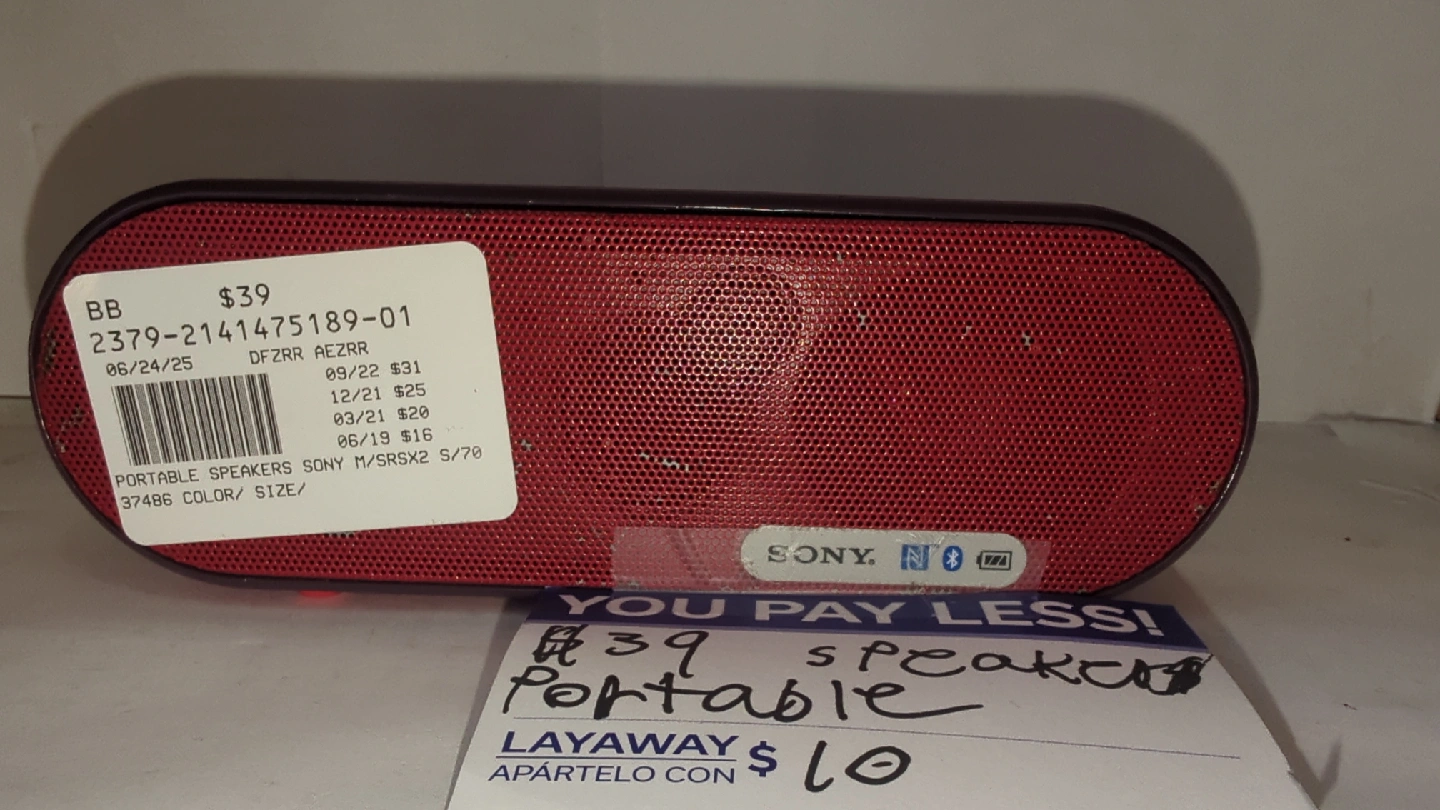 BB $39
2379-2141475189-01
06/24/25 DFZRR AEZRR
09/22 $31
12/21 $25
03/21 $20
06/19 $16
PORTABLE SPEAKERS SONY M/SRSX2 S/70
37486 COLOR/ SIZE/
SONY
YOU PAY LESS!
$39 speaker
Portable
LAYAWAY
APÁRTELO CON $ 10